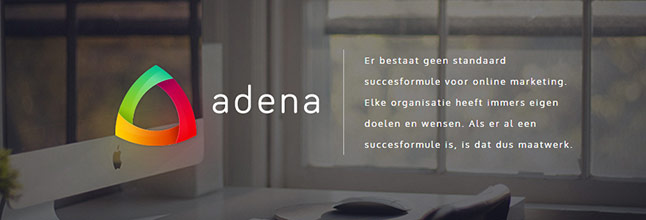 adena
Er bestaat geen standaard
succesformule voor online marketing.
Elke organisatie heeft immers eigen
doelen en wensen. Als er al een
succesformule is, is dat dus maatwerk.